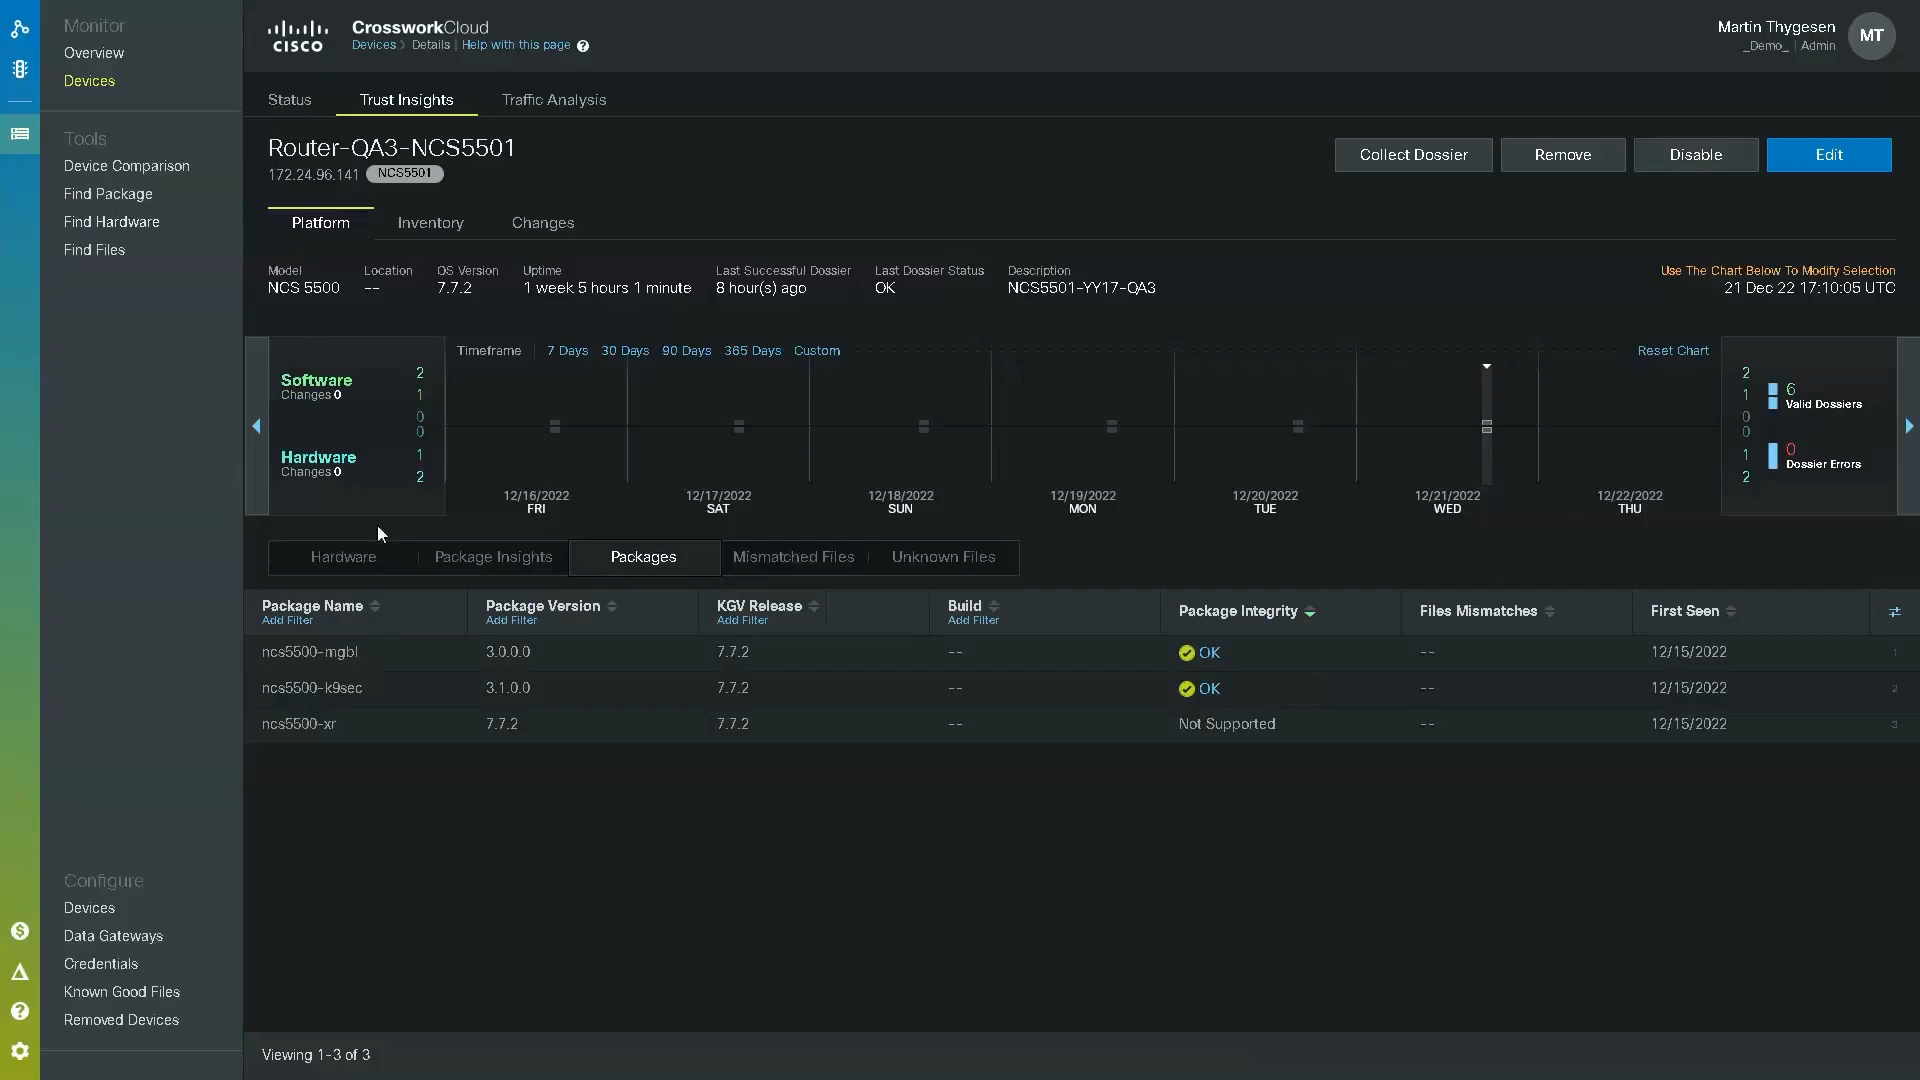 Monitor
Overview
Devices
Tools
Device Comparison
Find Package
Find Hardware
Find Files
Configure
Devices
Data Gateways
Credentials
Known Good Files
Removed Devices
CISCO
CrossworkCloud
Devices > Details | Help with this page ?
Martin Thygesen
_Demo_ | Admin
MT
Status Trust Insights Traffic Analysis
Router-QA3-NCS5501
172.24.96.141 NCS5501
Collect Dossier Remove Disable Edit
Platform Inventory Changes
Model Location OS Version Uptime Last Successful Dossier Last Dossier Status Description Use The Chart Below To Modify Selection
NCS 5500 -- 7.7.2 1 week 5 hours 1 minute 8 hour(s) ago OK NCS5501-YY17-QA3 21 Dec 22 17:10:05 UTC
Timeframe 7 Days 30 Days 90 Days 365 Days Custom Reset Chart
Software
Changes 0
Hardware
Changes 0
2
1
0
0
1
2
12/16/2022 12/17/2022 12/18/2022 12/19/2022 12/20/2022 12/21/2022 12/22/2022
FRI SAT SUN MON TUE WED THU
2
1
0
0
1
2
6
Valid Dossiers
0
Dossier Errors
Hardware Package Insights Packages Mismatched Files Unknown Files
Package Name Package Version KGV Release Build Package Integrity Files Mismatches First Seen
Add Filter Add Filter Add Filter Add Filter
ncs5500-mgbl 3.0.0.0 7.7.2 -- OK -- 12/15/2022 1
ncs5500-k9sec 3.1.0.0 7.7.2 -- OK -- 12/15/2022 2
ncs5500-xr 7.7.2 7.7.2 -- Not Supported -- 12/15/2022 3
Viewing 1-3 of 3